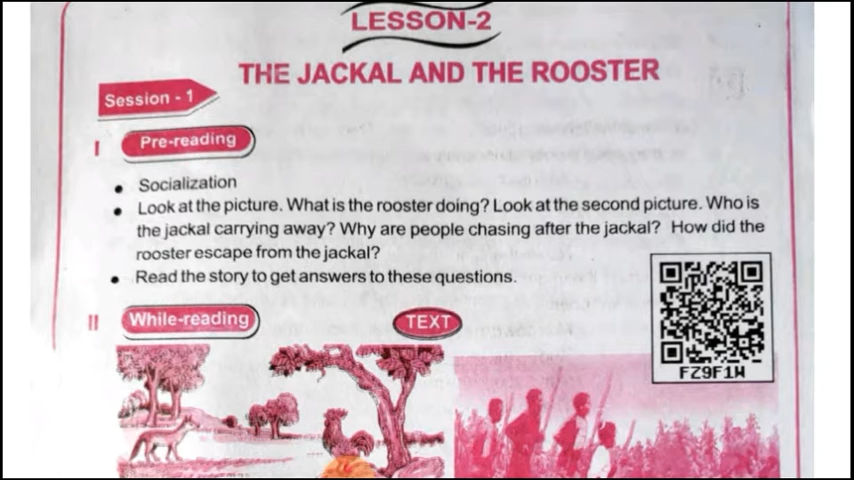 LESSON-2
THE JACKAL AND THE ROOSTER
Session - 1
I Pre-reading
• Socialization
• Look at the picture. What is the rooster doing? Look at the second picture. Who is
the jackal carrying away? Why are people chasing after the jackal? How did the
rooster escape from the jackal?
• Read the story to get answers to these questions.
II While-reading TEXT
FZ9F1W